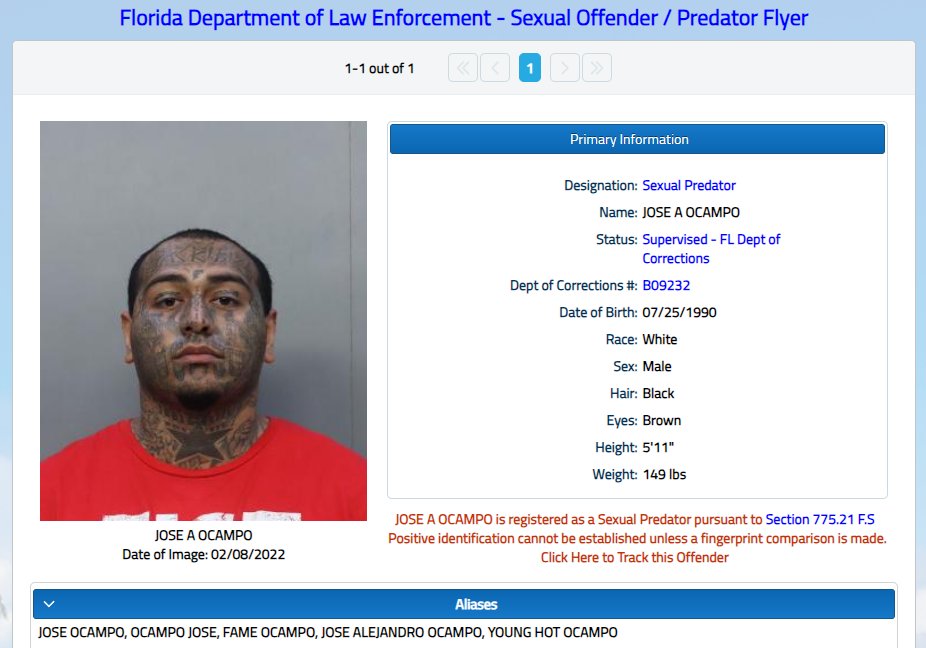 Florida Department of Law Enforcement - Sexual Offender / Predator Flyer
1-1 out of 1
1
Primary Information
Designation: Sexual Predator
Name: JOSE A OCAMPO
Status: Supervised - FL Dept of
Corrections
Dept of Corrections #: B09232
Date of Birth: 07/25/1990
Race: White
Sex: Male
Hair: Black
Eyes: Brown
Height: 5'11"
Weight: 149 lbs
JOSE A OCAMPO
Date of Image: 02/08/2022
JOSE A OCAMPO is registered as a Sexual Predator pursuant to Section 775.21 F.S
Positive identification cannot be established unless a fingerprint comparison is made.
Click Here to Track this Offender
Aliases
JOSE OCAMPO, OCAMPO JOSE, FAME OCAMPO, JOSE ALEJANDRO OCAMPO, YOUNG HOT OCAMPO